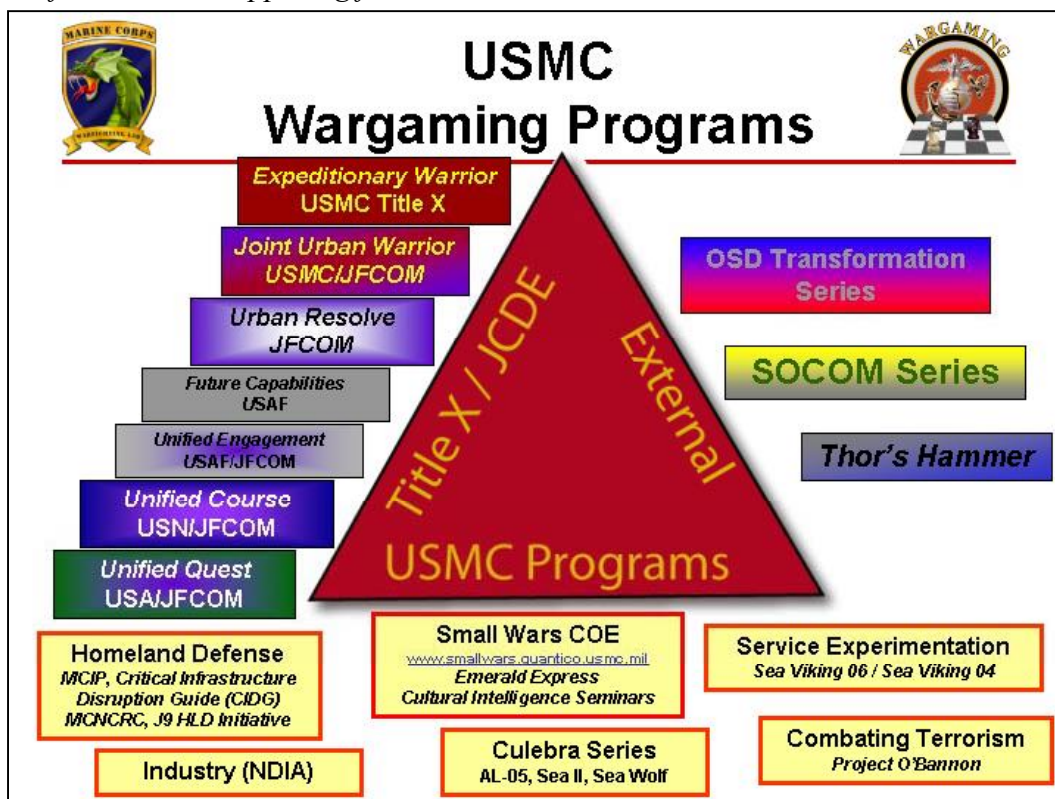 MARINE CORPS
WARFIGHTING LAB
USMC
Wargaming Programs
WARGAMING
Expeditionary Warrior
USMC Title X
Joint Urban Warrior
USMC/JFCOM
Urban Resolve
JFCOM
Future Capabilities
USAF
Unified Engagement
USAF/JFCOM
Unified Course
USN/JFCOM
Unified Quest
USA/JFCOM
Title X / JCDE
External
USMC Programs
OSD Transformation
Series
SOCOM Series
Thor's Hammer
Homeland Defense
MCIP, Critical Infrastructure
Disruption Guide (CIDG)
MCNCRC, J9 HLD Initiative
Industry (NDIA)
Small Wars COE
www.smallwars.quantico.usmc.mil
Emerald Express
Cultural Intelligence Seminars
Culebra Series
AL-05, Sea II, Sea Wolf
Service Experimentation
Sea Viking 06 / Sea Viking 04
Combating Terrorism
Project O'Bannon